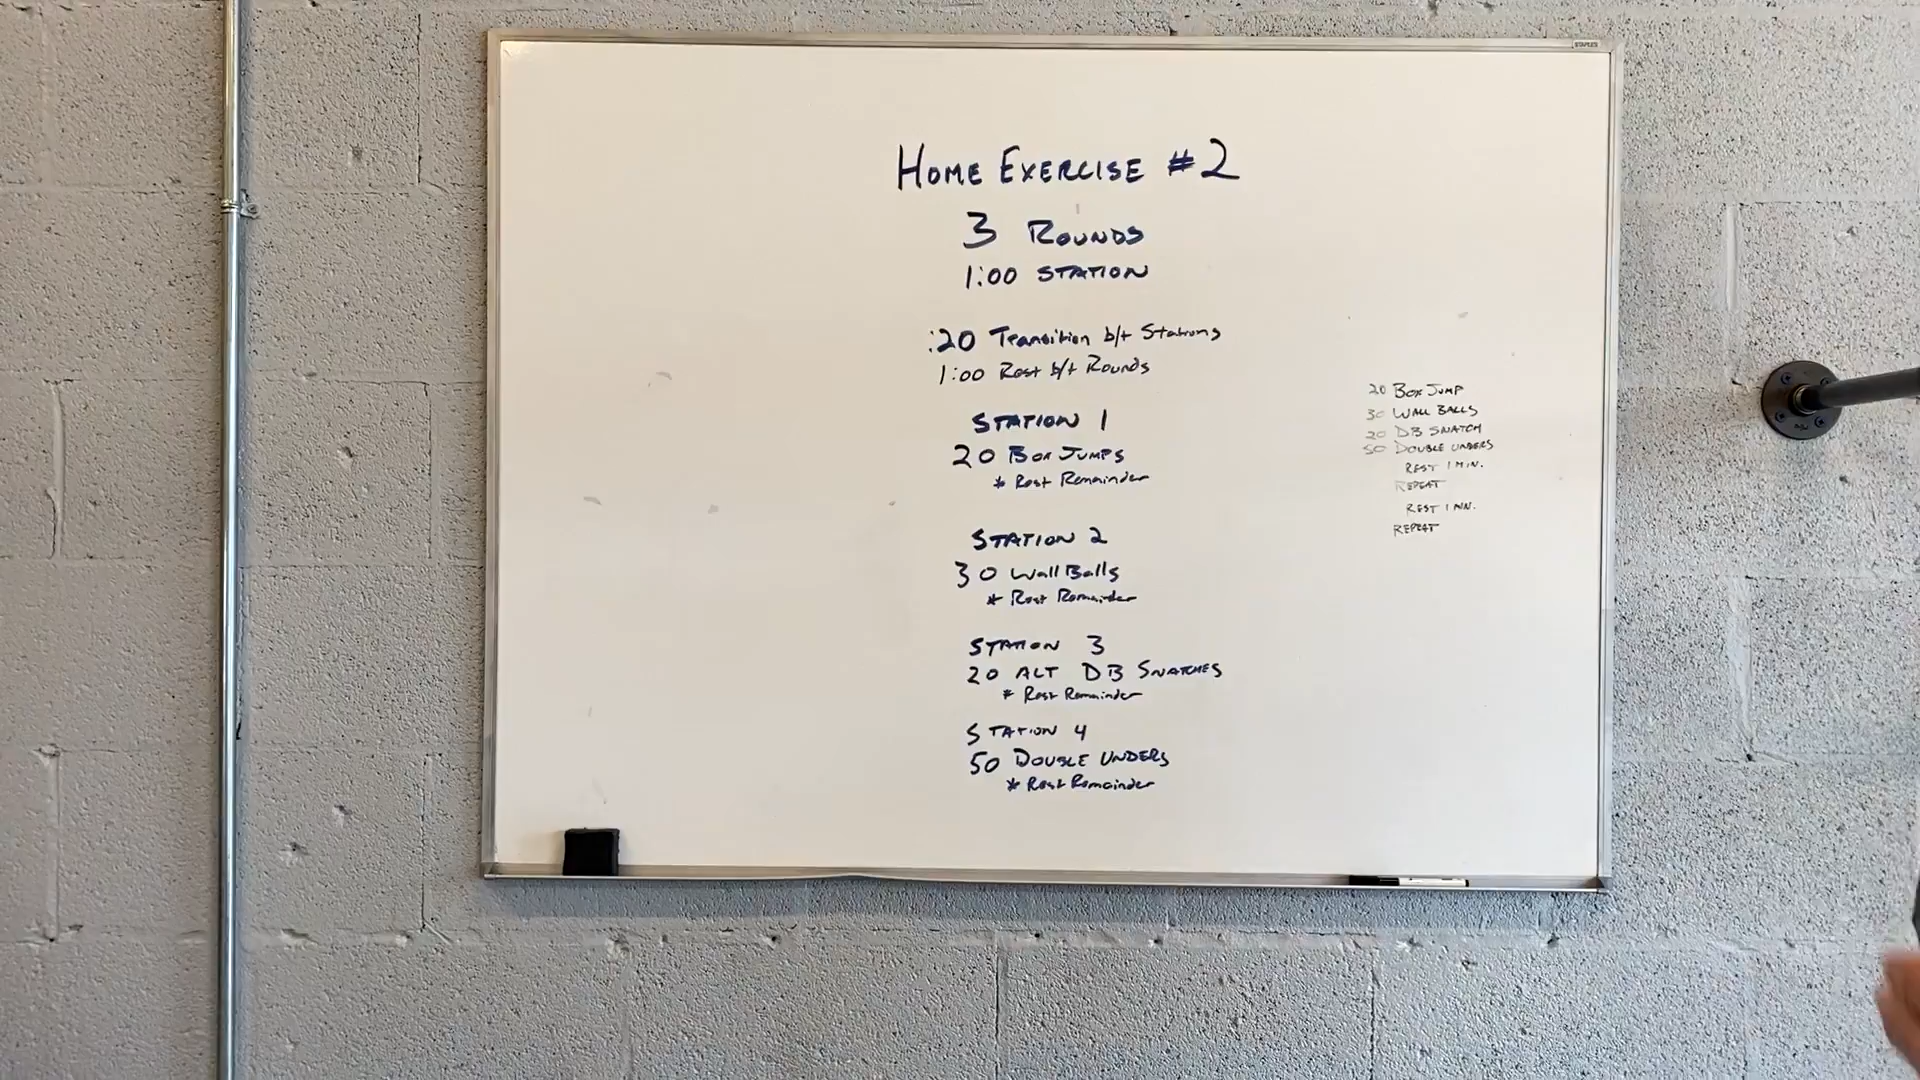 STAPLES
HOME EXERCISE #2
3 ROUNDS
1:00 STATION
:20 Transition b/t Stations
1:00 Rest b/t Rounds
STATION 1
20 BOX JUMPS
* Rest Remainder
STATION 2
30 Wall Balls
* Rest Remainder
STATION 3
20 ALT DB SNATCHES
* Rest Remainder
STATION 4
50 DOUBLE UNDERS
* Rest Remainder
20 BOX JUMP
30 WALL BALLS
20 DB SNATCH
50 DOUBLE UNDERS
REST 1 MIN.
REPEAT
REST 1 MIN.
REPEAT